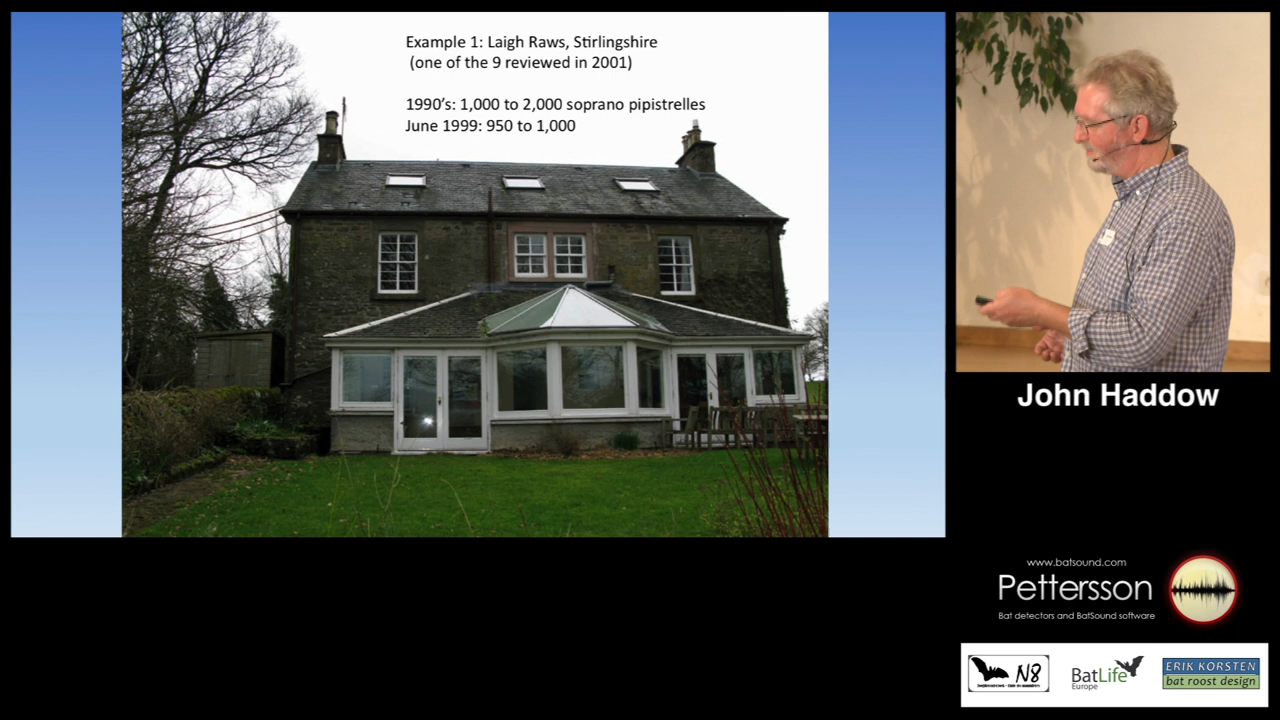 Example 1: Laigh Raws, Stirlingshire
(one of the 9 reviewed in 2001)
1990's: 1,000 to 2,000 soprano pipistrelles
June 1999: 950 to 1,000
John Haddow
www.batsound.com
Pettersson
Bat detectors and BatSound software
N8
BatLife
Europe
ERIK KORSTEN
bat roost design